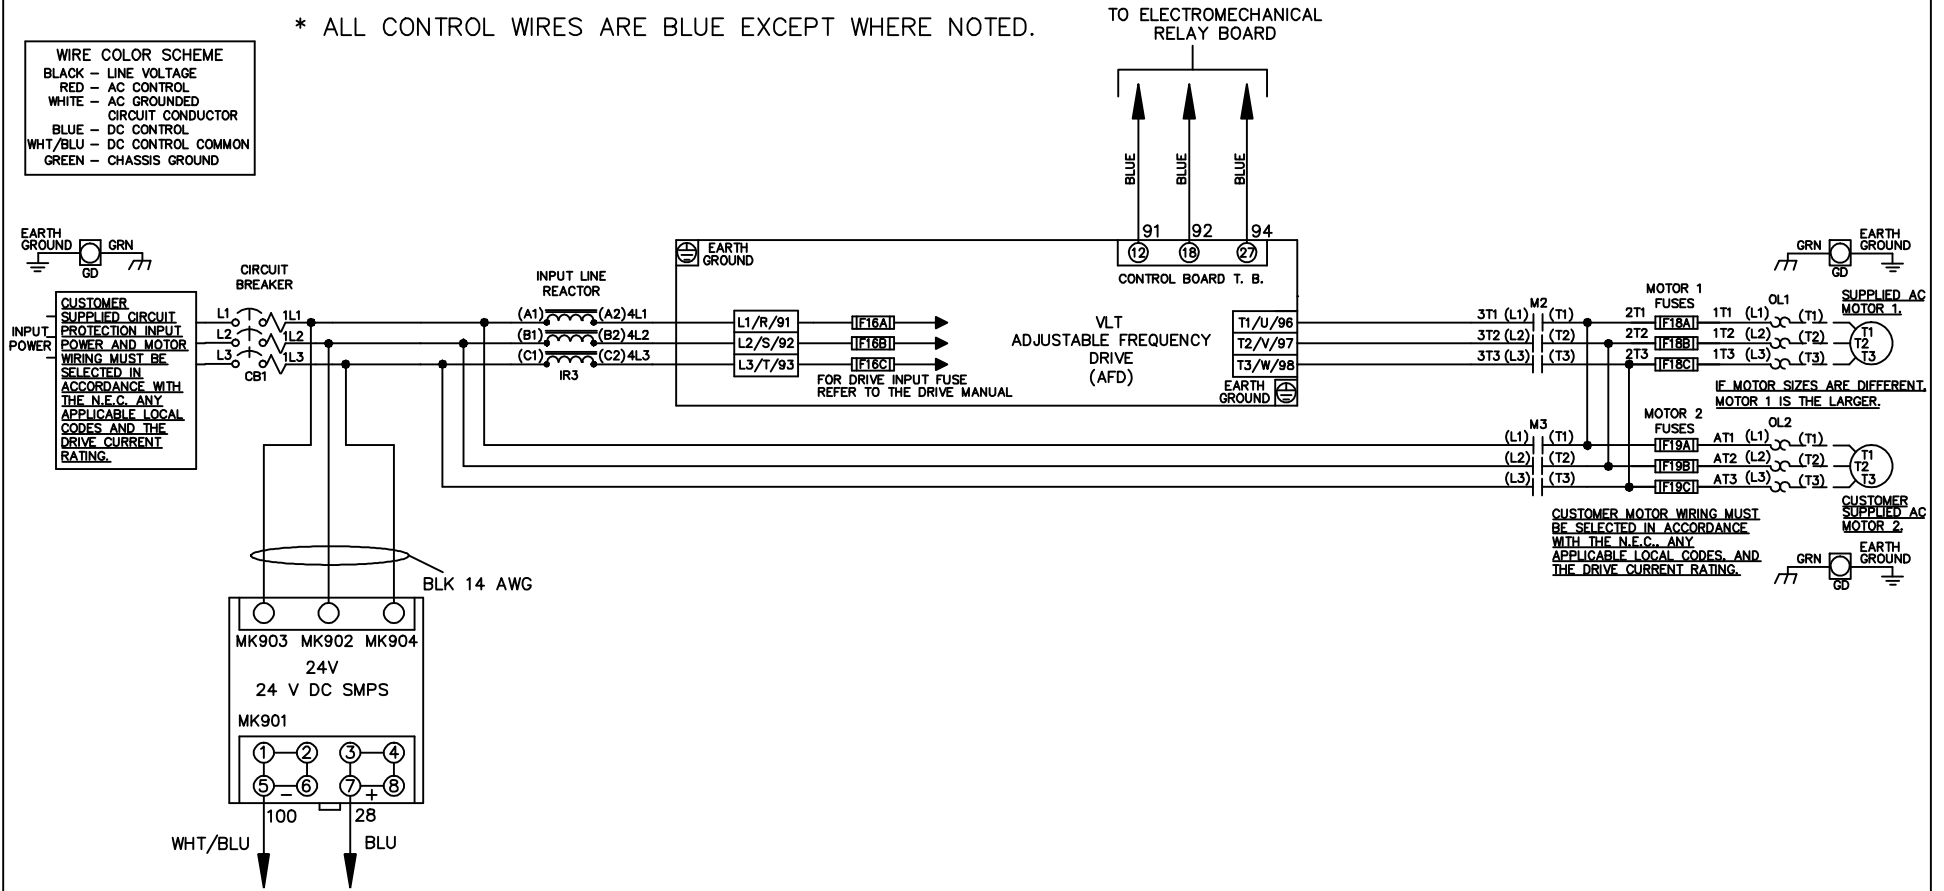 * ALL CONTROL WIRES ARE BLUE EXCEPT WHERE NOTED.
WIRE COLOR SCHEME
BLACK – LINE VOLTAGE
RED – AC CONTROL
WHITE – AC GROUNDED
CIRCUIT CONDUCTOR
BLUE – DC CONTROL
WHT/BLU – DC CONTROL COMMON
GREEN – CHASSIS GROUND
TO ELECTROMECHANICAL
RELAY BOARD
BLUE
BLUE
BLUE
91 92 94
12 18 27
CONTROL BOARD T. B.
EARTH
GROUND
GRN
GD
INPUT
POWER
CUSTOMER
SUPPLIED CIRCUIT
PROTECTION INPUT
POWER AND MOTOR
WIRING MUST BE
SELECTED IN
ACCORDANCE WITH
THE N.E.C. ANY
APPLICABLE LOCAL
CODES AND THE
DRIVE CURRENT
RATING.
CIRCUIT
BREAKER
L1 1L1
L2 1L2
L3 1L3
CB1
INPUT LINE
REACTOR
(A1) (A2)4L1
(B1) (B2)4L2
(C1) (C2)4L3
IR3
EARTH
GROUND
L1/R/91
L2/S/92
L3/T/93
F16A
F16B
F16C
FOR DRIVE INPUT FUSE
REFER TO THE DRIVE MANUAL
VLT
ADJUSTABLE FREQUENCY
DRIVE
(AFD)
T1/U/96
T2/V/97
T3/W/98
EARTH
GROUND
M2
3T1 (L1) (T1)
3T2 (L2) (T2)
3T3 (L3) (T3)
MOTOR 1
FUSES
2T1 F18A 1T1
2T2 F18B 1T2
2T3 F18C 1T3
OL1
(L1) (T1)
(L2) (T2)
(L3) (T3)
T1
T2
T3
GRN
GD
EARTH
GROUND
SUPPLIED AC
MOTOR 1.
IF MOTOR SIZES ARE DIFFERENT,
MOTOR 1 IS THE LARGER.
M3
(L1) (T1)
(L2) (T2)
(L3) (T3)
MOTOR 2
FUSES
F19A AT1
F19B AT2
F19C AT3
OL2
(L1) (T1)
(L2) (T2)
(L3) (T3)
T1
T2
T3
CUSTOMER
SUPPLIED AC
MOTOR 2.
CUSTOMER MOTOR WIRING MUST
BE SELECTED IN ACCORDANCE
WITH THE N.E.C., ANY
APPLICABLE LOCAL CODES, AND
THE DRIVE CURRENT RATING.
GRN
GD
EARTH
GROUND
BLK 14 AWG
MK903 MK902 MK904
24V
24 V DC SMPS
MK901
1 2 3 4
5 – 6 7 + 8
100 28
WHT/BLU BLU